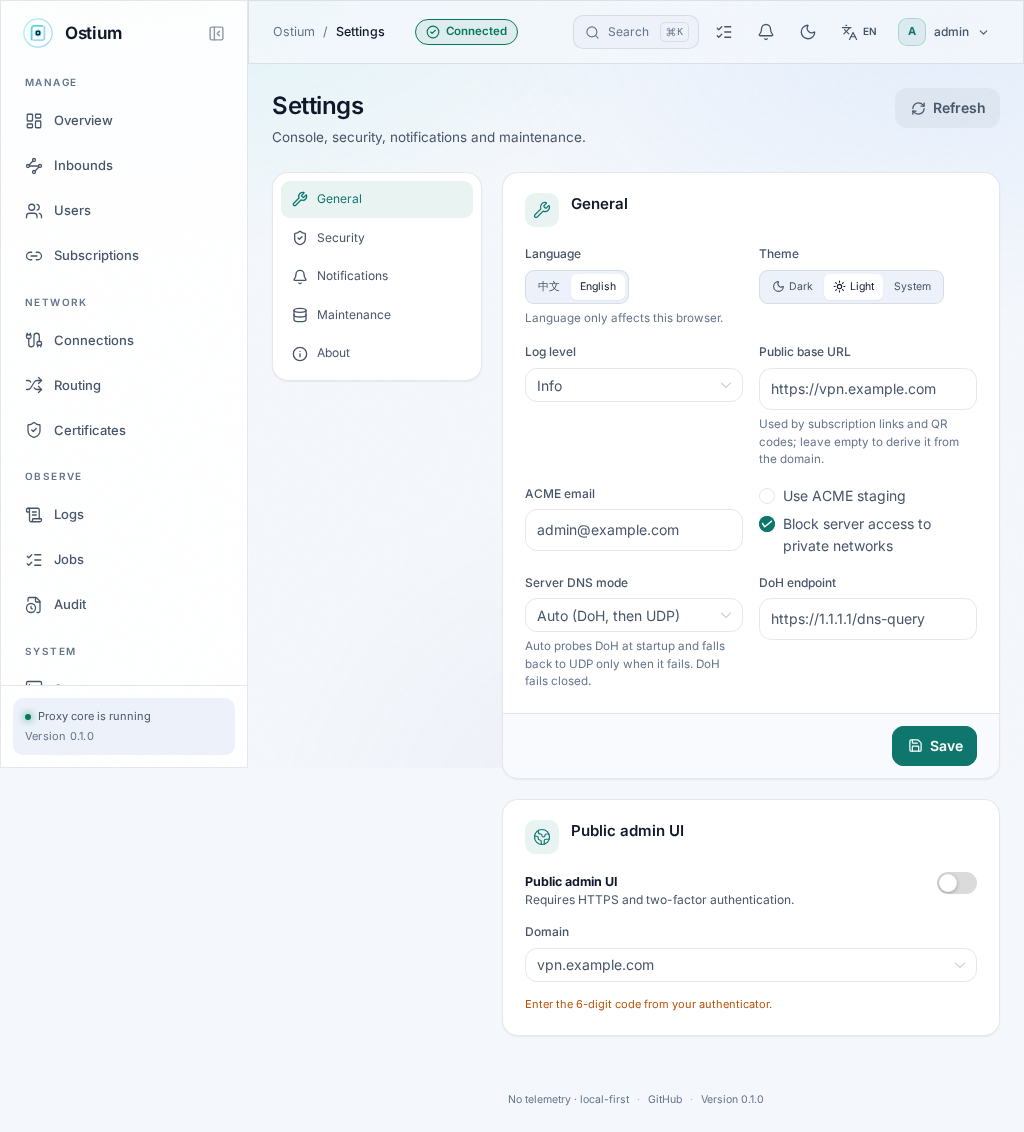 Ostium
MANAGE
Overview
Inbounds
Users
Subscriptions
NETWORK
Connections
Routing
Certificates
OBSERVE
Logs
Jobs
Audit
SYSTEM
Proxy core is running
Version 0.1.0
Ostium / Settings
Connected
Search ⌘K
EN
A admin
Settings
Console, security, notifications and maintenance.
Refresh
General
Security
Notifications
Maintenance
About
General
Language
中文 English
Language only affects this browser.
Theme
Dark Light System
Log level
Info
Public base URL
https://vpn.example.com
Used by subscription links and QR
codes; leave empty to derive it from
the domain.
ACME email
admin@example.com
Use ACME staging
Block server access to
private networks
Server DNS mode
Auto (DoH, then UDP)
Auto probes DoH at startup and falls
back to UDP only when it fails. DoH
fails closed.
DoH endpoint
https://1.1.1.1/dns-query
Save
Public admin UI
Public admin UI
Requires HTTPS and two-factor authentication.
Domain
vpn.example.com
Enter the 6-digit code from your authenticator.
No telemetry · local-first · GitHub · Version 0.1.0